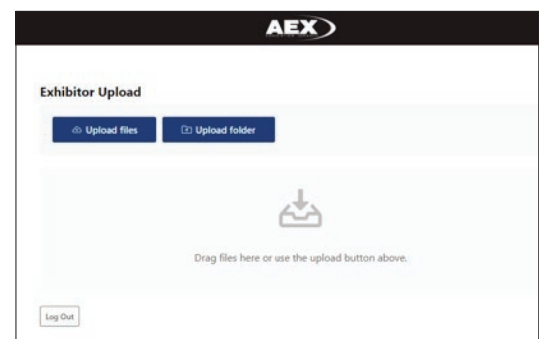 AEX
Exhibitor Upload
Upload files
Upload folder
Drag files here or use the upload button above.
Log Out